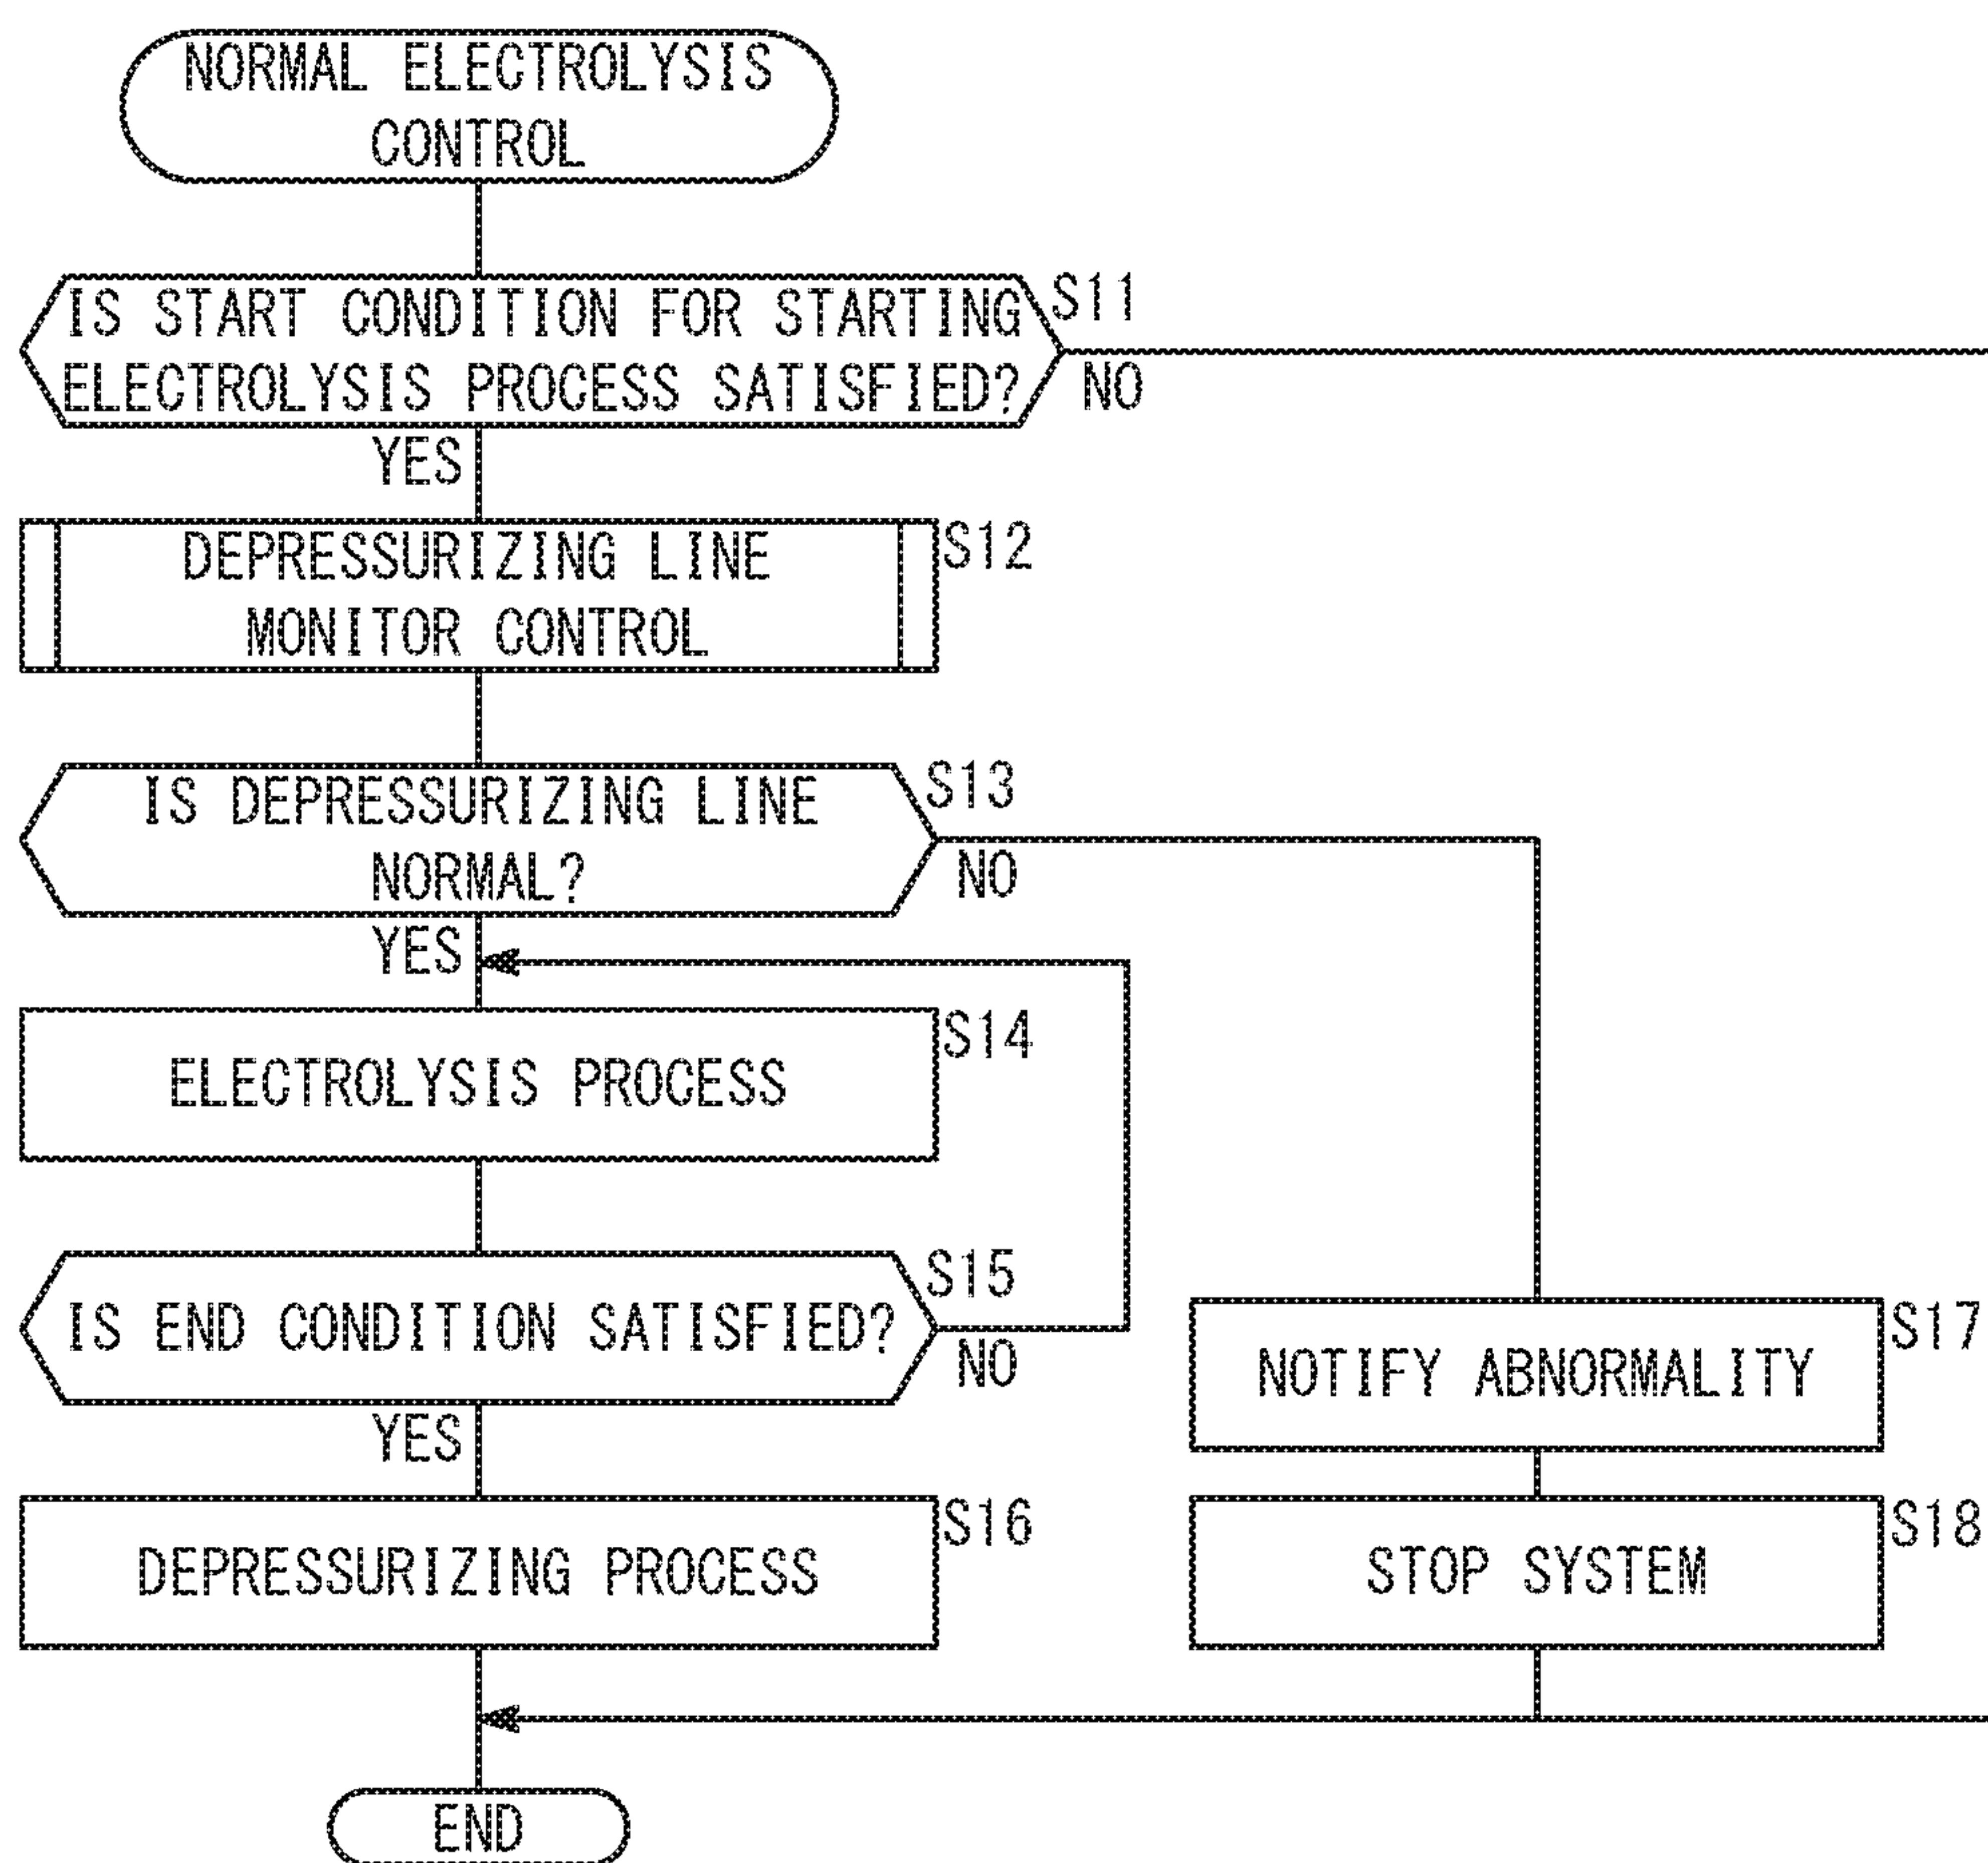 NORMAL ELECTROLYSIS
CONTROL
IS START CONDITION FOR STARTING
ELECTROLYSIS PROCESS SATISFIED?
S11
NO
YES
DEPRESSURIZING LINE
MONITOR CONTROL
S12
IS DEPRESSURIZING LINE
NORMAL?
S13
NO
YES
ELECTROLYSIS PROCESS
S14
IS END CONDITION SATISFIED?
S15
NO
YES
DEPRESSURIZING PROCESS
S16
NOTIFY ABNORMALITY
S17
STOP SYSTEM
S18
END